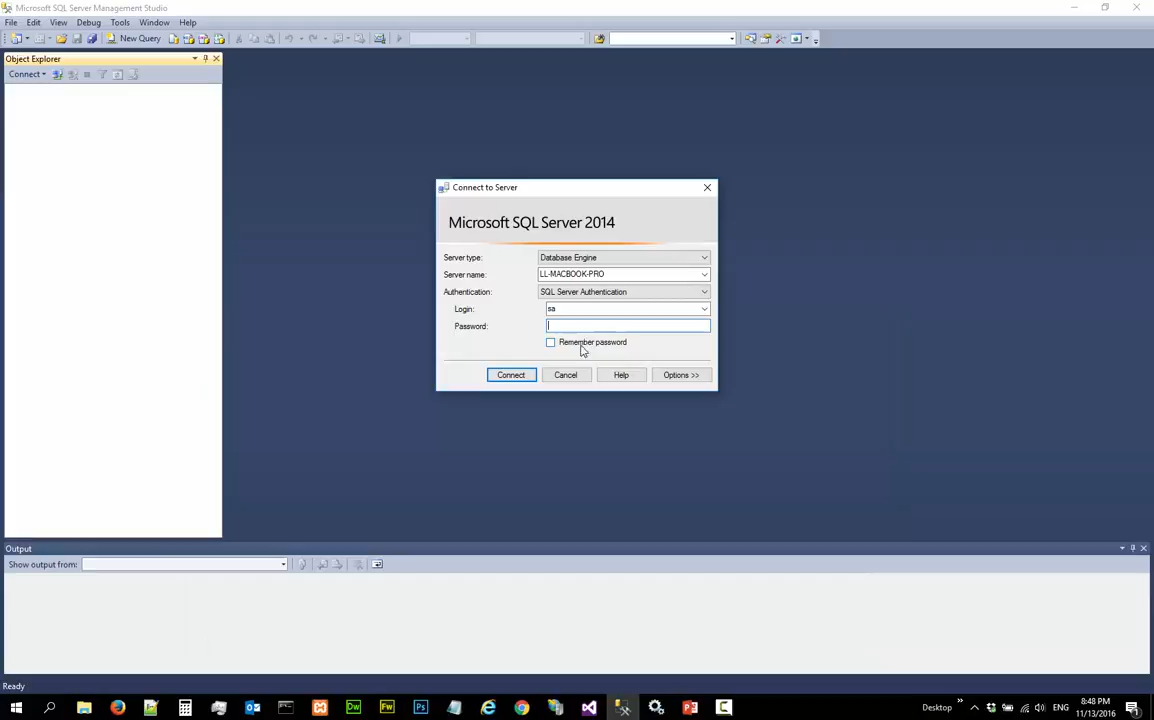 Microsoft SQL Server Management Studio
File Edit View Debug Tools Window Help
New Query
Object Explorer
Connect
Connect to Server
Microsoft SQL Server 2014
Server type: Database Engine
Server name: LL-MACBOOK-PRO
Authentication: SQL Server Authentication
Login: sa
Password:
Remember password
Connect Cancel Help Options >>
Output
Show output from:
Ready
Desktop » ENG 8:48 PM
11/13/2016